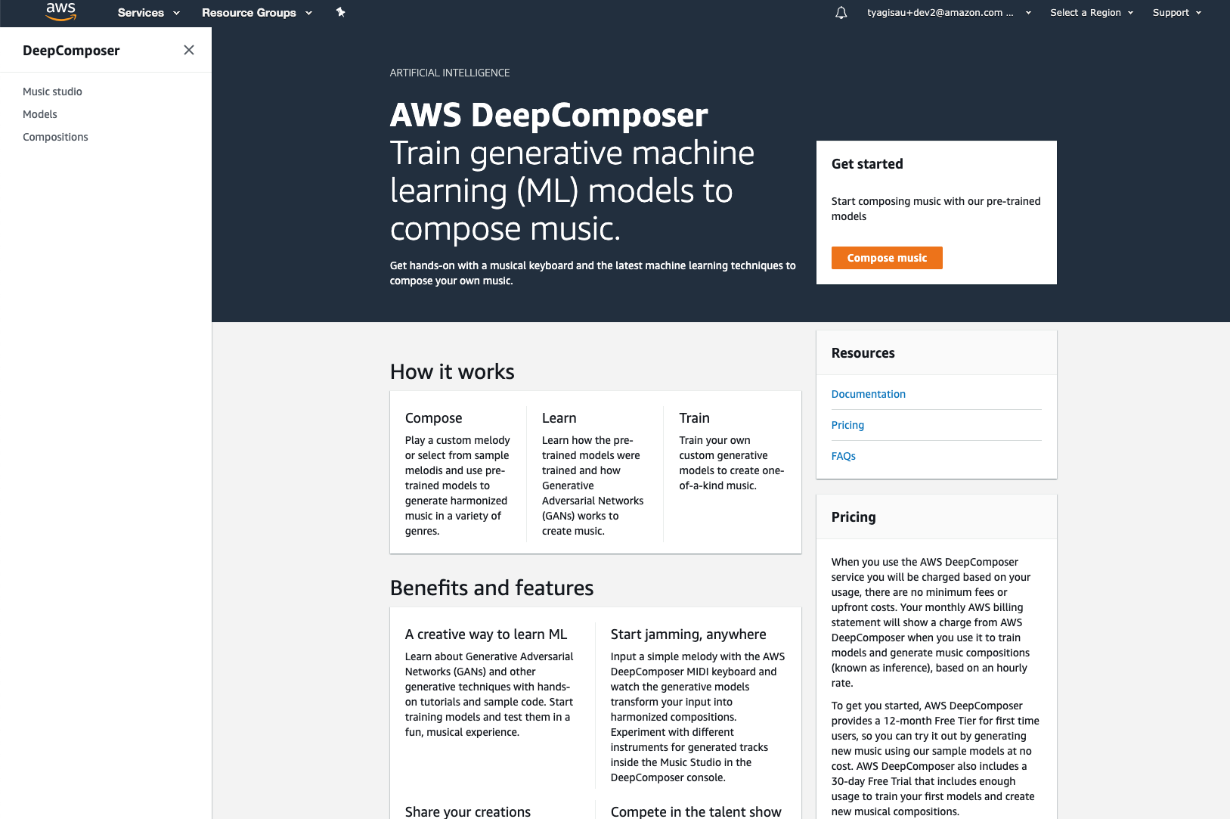 aws
Services
Resource Groups
tyagisau+dev2@amazon.com ...
Select a Region
Support
DeepComposer
Music studio
Models
Compositions
ARTIFICIAL INTELLIGENCE
AWS DeepComposer
Train generative machine
learning (ML) models to
compose music.
Get hands-on with a musical keyboard and the latest machine learning techniques to
compose your own music.
Get started
Start composing music with our pre-trained
models
Compose music
How it works
Compose
Play a custom melody
or select from sample
melodis and use pre-
trained models to
generate harmonized
music in a variety of
genres.
Learn
Learn how the pre-
trained models were
trained and how
Generative
Adversarial Networks
(GANs) works to
create music.
Train
Train your own
custom generative
models to create one-
of-a-kind music.
Benefits and features
A creative way to learn ML
Learn about Generative Adversarial
Networks (GANs) and other
generative techniques with hands-
on tutorials and sample code. Start
training models and test them in a
fun, musical experience.
Start jamming, anywhere
Input a simple melody with the AWS
DeepComposer MIDI keyboard and
watch the generative models
transform your input into
harmonized compositions.
Experiment with different
instruments for generated tracks
inside the Music Studio in the
DeepComposer console.
Share your creations
Compete in the talent show
Resources
Documentation
Pricing
FAQs
Pricing
When you use the AWS DeepComposer
service you will be charged based on your
usage, there are no minimum fees or
upfront costs. Your monthly AWS billing
statement will show a charge from AWS
DeepComposer when you use it to train
models and generate music compositions
(known as inference), based on an hourly
rate.
To get you started, AWS DeepComposer
provides a 12-month Free Tier for first time
users, so you can try it out by generating
new music using our sample models at no
cost. AWS DeepComposer also includes a
30-day Free Trial that includes enough
usage to train your first models and create
new musical compositions.